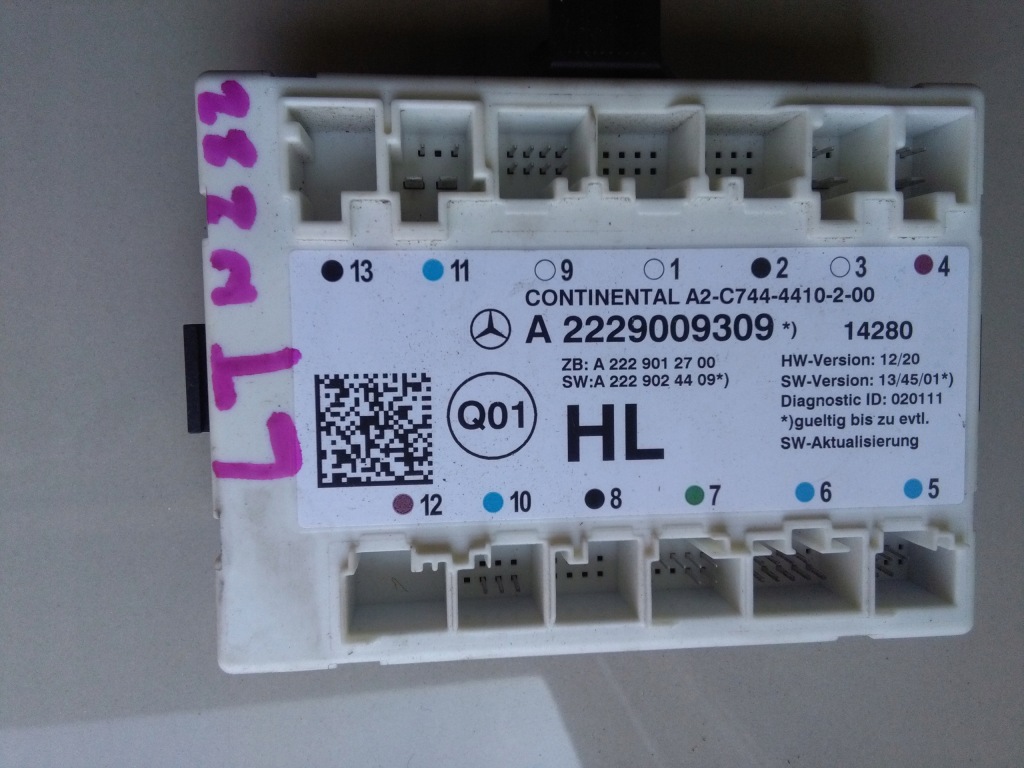 13 11 9 1 2 3 4
CONTINENTAL A2-C744-4410-2-00
A 2229009309 *) 14280
ZB: A 222 901 27 00
SW:A 222 902 44 09*)
HW-Version: 12/20
SW-Version: 13/45/01*)
Diagnostic ID: 020111
*)gueltig bis zu evtl.
SW-Aktualisierung
Q01
HL
12 10 8 7 6 5